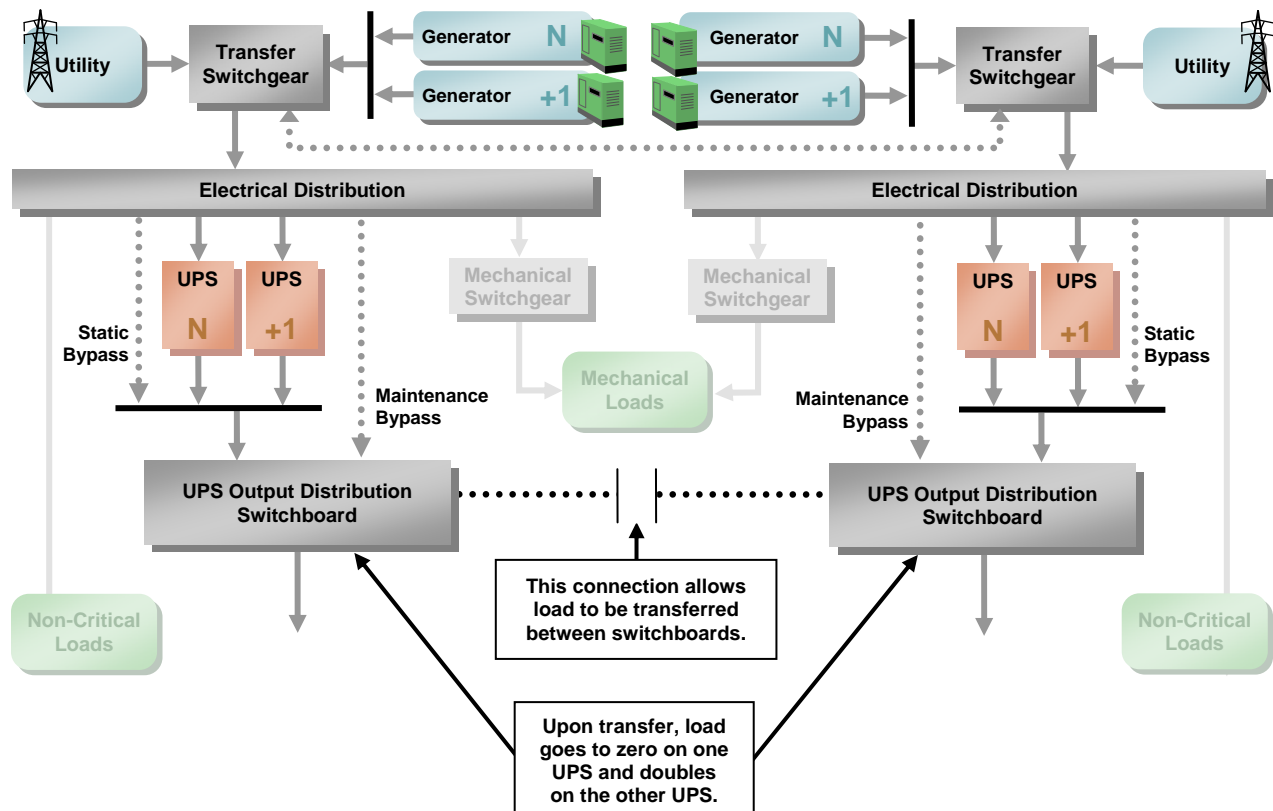 Utility
Transfer
Switchgear
Generator N
Generator +1
Generator N
Generator +1
Transfer
Switchgear
Utility
Electrical Distribution
Electrical Distribution
UPS
N
UPS
+1
Static
Bypass
Maintenance
Bypass
Mechanical
Switchgear
Mechanical
Switchgear
Mechanical
Loads
UPS
N
UPS
+1
Static
Bypass
Maintenance
Bypass
UPS Output Distribution
Switchboard
UPS Output Distribution
Switchboard
This connection allows
load to be transferred
between switchboards.
Non-Critical
Loads
Non-Critical
Loads
Upon transfer, load
goes to zero on one
UPS and doubles
on the other UPS.